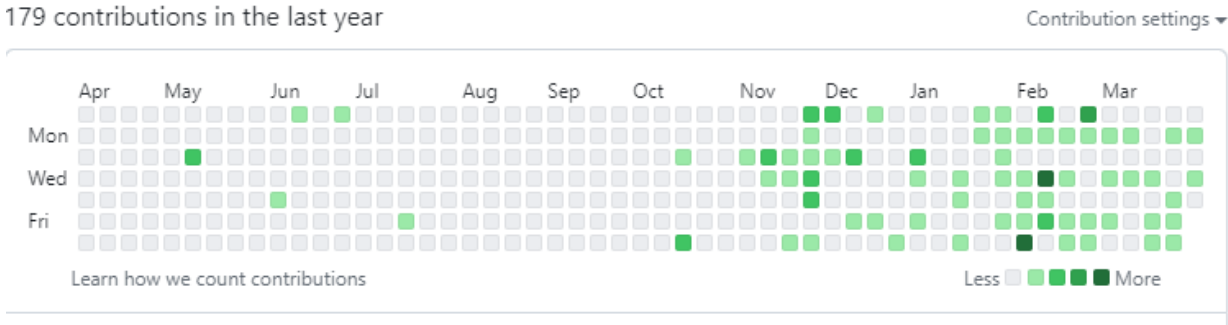 179 contributions in the last year
Contribution settings
Apr May Jun Jul Aug Sep Oct Nov Dec Jan Feb Mar
Mon
Wed
Fri
Learn how we count contributions
Less More